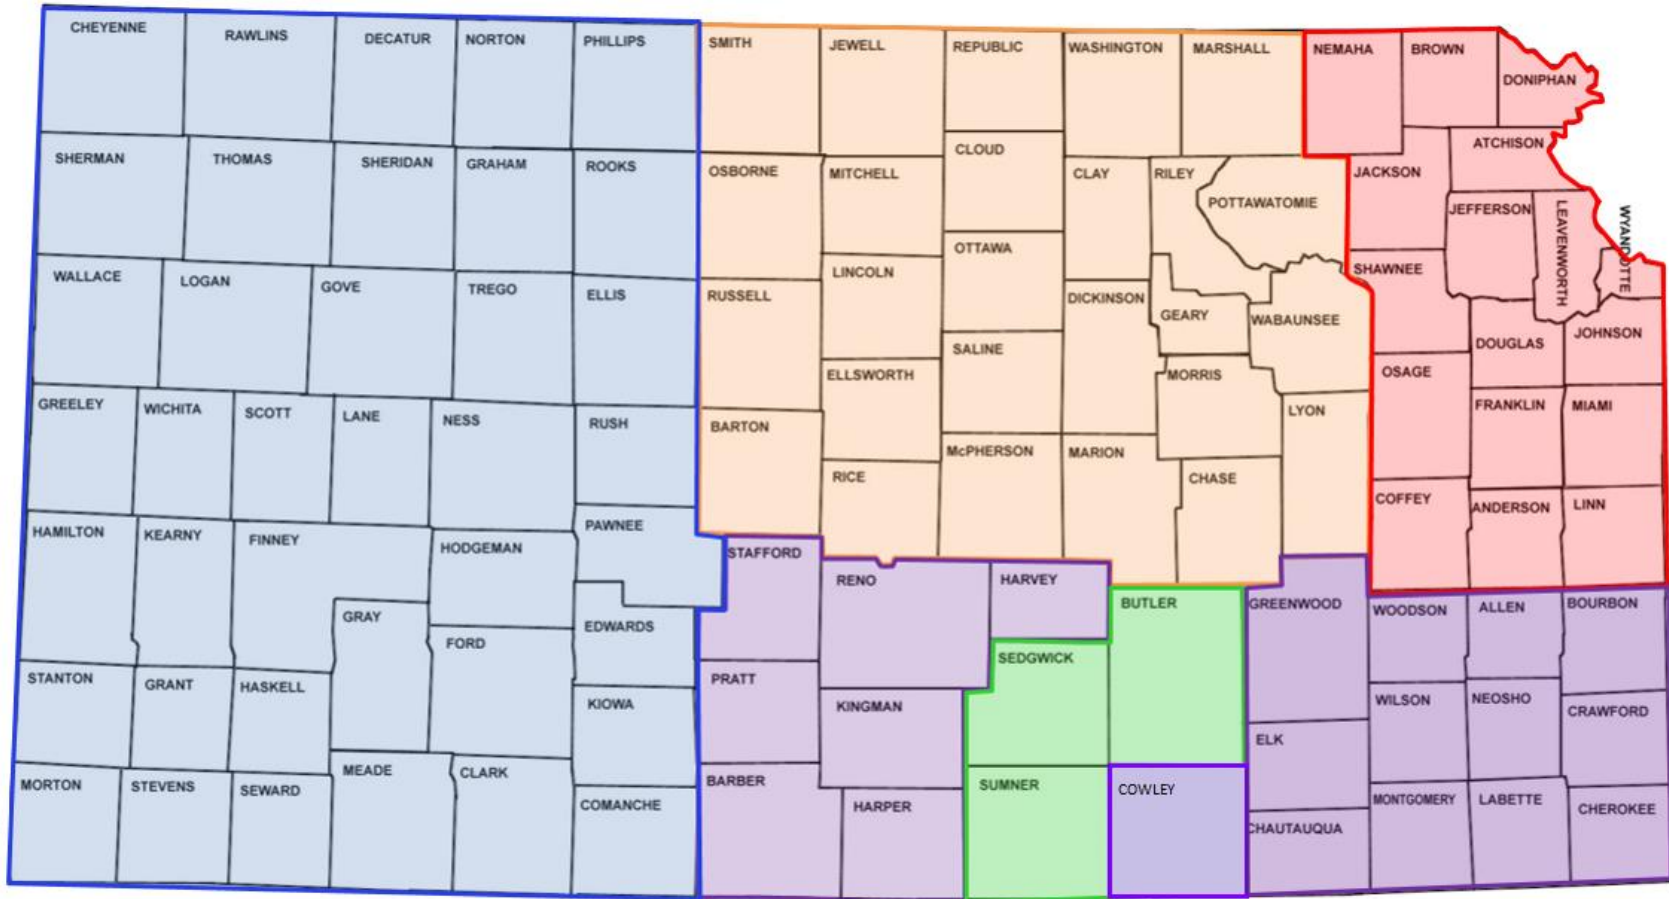 CHEYENNE
RAWLINS
DECATUR
NORTON
PHILLIPS
SMITH
JEWELL
REPUBLIC
WASHINGTON
MARSHALL
NEMAHA
BROWN
DONIPHAN
SHERMAN
THOMAS
SHERIDAN
GRAHAM
ROOKS
OSBORNE
MITCHELL
CLOUD
CLAY
RILEY
POTTAWATOMIE
JACKSON
ATCHISON
JEFFERSON
LEAVENWORTH
WYANDOTTE
WALLACE
LOGAN
GOVE
TREGO
ELLIS
RUSSELL
LINCOLN
OTTAWA
DICKINSON
GEARY
WABAUNSEE
SHAWNEE
DOUGLAS
JOHNSON
SALINE
ELLSWORTH
MORRIS
OSAGE
GREELEY
WICHITA
SCOTT
LANE
NESS
RUSH
BARTON
LYON
FRANKLIN
MIAMI
RICE
McPHERSON
MARION
CHASE
COFFEY
ANDERSON
LINN
HAMILTON
KEARNY
FINNEY
HODGEMAN
PAWNEE
STAFFORD
RENO
HARVEY
BUTLER
GREENWOOD
WOODSON
ALLEN
BOURBON
GRAY
FORD
EDWARDS
SEDGWICK
STANTON
GRANT
HASKELL
KIOWA
PRATT
KINGMAN
ELK
WILSON
NEOSHO
CRAWFORD
MORTON
STEVENS
SEWARD
MEADE
CLARK
COMANCHE
BARBER
HARPER
SUMNER
COWLEY
CHAUTAUQUA
MONTGOMERY
LABETTE
CHEROKEE